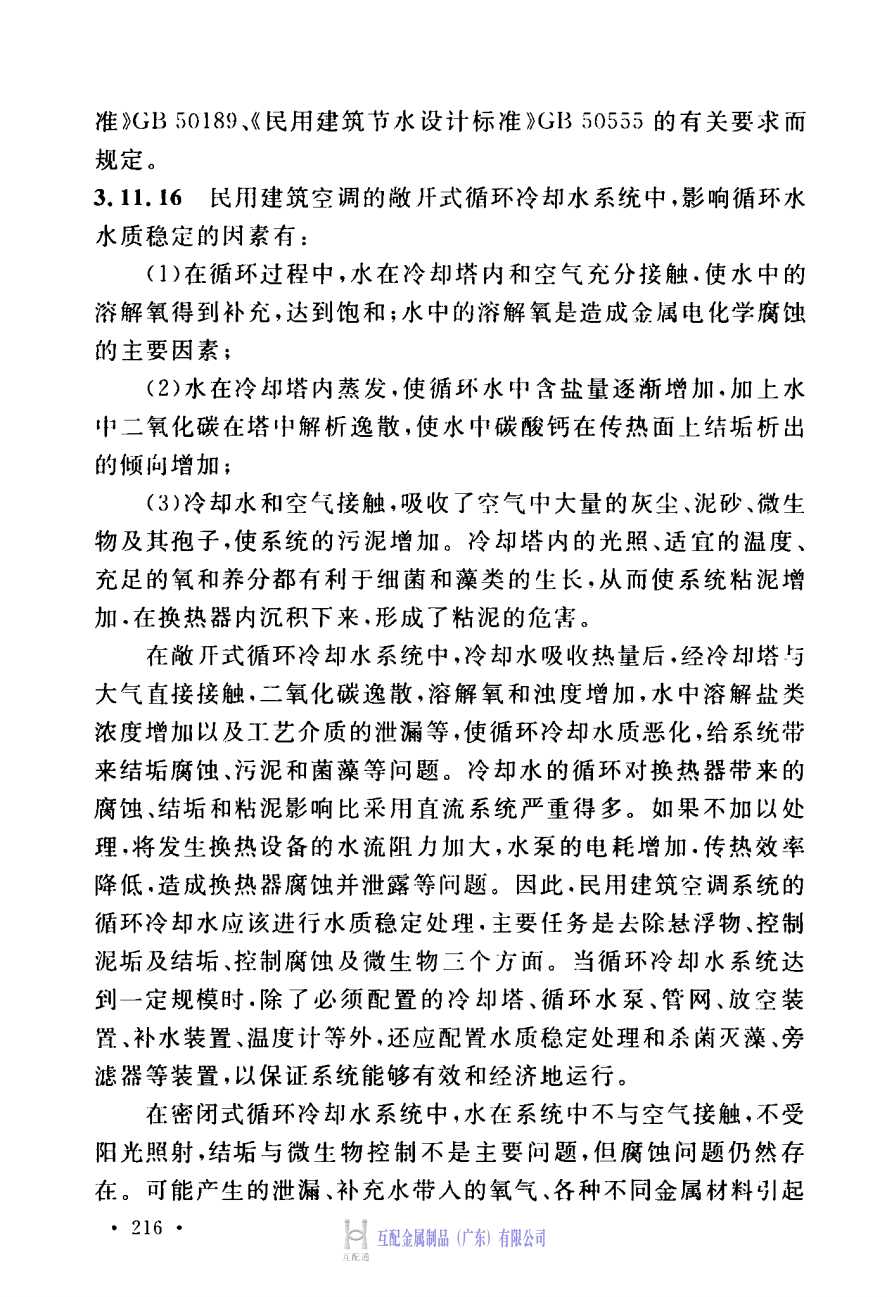 准》GB 50189、《民用建筑节水设计标准》GB 50555 的有关要求而
规定。
3.11.16 民用建筑空调的敞开式循环冷却水系统中,影响循环水
水质稳定的因素有:
(1)在循环过程中,水在冷却塔内和空气充分接触,使水中的
溶解氧得到补充,达到饱和;水中的溶解氧是造成金属电化学腐蚀
的主要因素;
(2)水在冷却塔内蒸发,使循环水中含盐量逐渐增加,加上水
中二氧化碳在塔中解析逸散,使水中碳酸钙在传热面上结垢析出
的倾向增加;
(3)冷却水和空气接触,吸收了空气中大量的灰尘、泥砂、微生
物及其孢子,使系统的污泥增加。冷却塔内的光照、适宜的温度、
充足的氧和养分都有利于细菌和藻类的生长,从而使系统粘泥增
加,在换热器内沉积下来,形成了粘泥的危害。
在敞开式循环冷却水系统中,冷却水吸收热量后,经冷却塔与
大气直接接触,二氧化碳逸散,溶解氧和浊度增加,水中溶解盐类
浓度增加以及工艺介质的泄漏等,使循环冷却水质恶化,给系统带
来结垢腐蚀、污泥和菌藻等问题。冷却水的循环对换热器带来的
腐蚀、结垢和粘泥影响比采用直流系统严重得多。如果不加以处
理,将发生换热设备的水流阻力加大,水泵的电耗增加,传热效率
降低,造成换热器腐蚀并泄露等问题。因此,民用建筑空调系统的
循环冷却水应该进行水质稳定处理,主要任务是去除悬浮物、控制
泥垢及结垢、控制腐蚀及微生物三个方面。当循环冷却水系统达
到一定规模时,除了必须配置的冷却塔、循环水泵、管网、放空装
置、补水装置、温度计等外,还应配置水质稳定处理和杀菌灭藻、旁
滤器等装置,以保证系统能够有效和经济地运行。
在密闭式循环冷却水系统中,水在系统中不与空气接触,不受
阳光照射,结垢与微生物控制不是主要问题,但腐蚀问题仍然存
在。可能产生的泄漏、补充水带入的氧气、各种不同金属材料引起
· 216 ·
互配通
互配金属制品（广东）有限公司